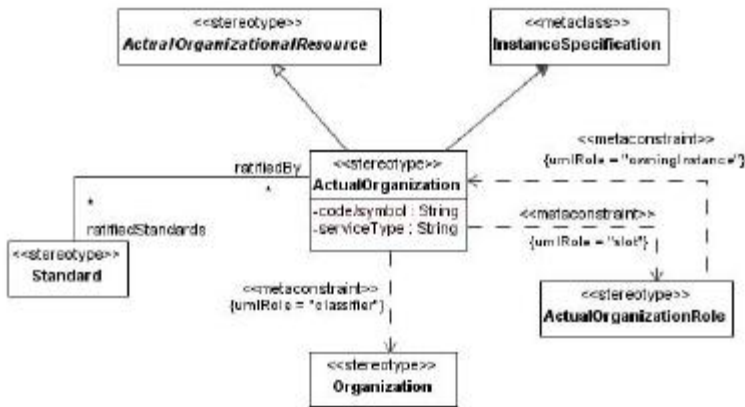 <<stereotype>>
ActualOrganizationalResource
<<metaclass>>
InstanceSpecification
<<metaconstraint>>
{umlRole = "owningInstance"}
ratifiedBy
*
<<stereotype>>
ActualOrganization
-code/symbol : String
-serviceType : String
*
ratifiedStandards
<<metaconstraint>>
{umlRole = "slot"}
<<stereotype>>
Standard
<<metaconstraint>>
{umlRole = "classifier"}
<<stereotype>>
ActualOrganizationRole
<<stereotype>>
Organization